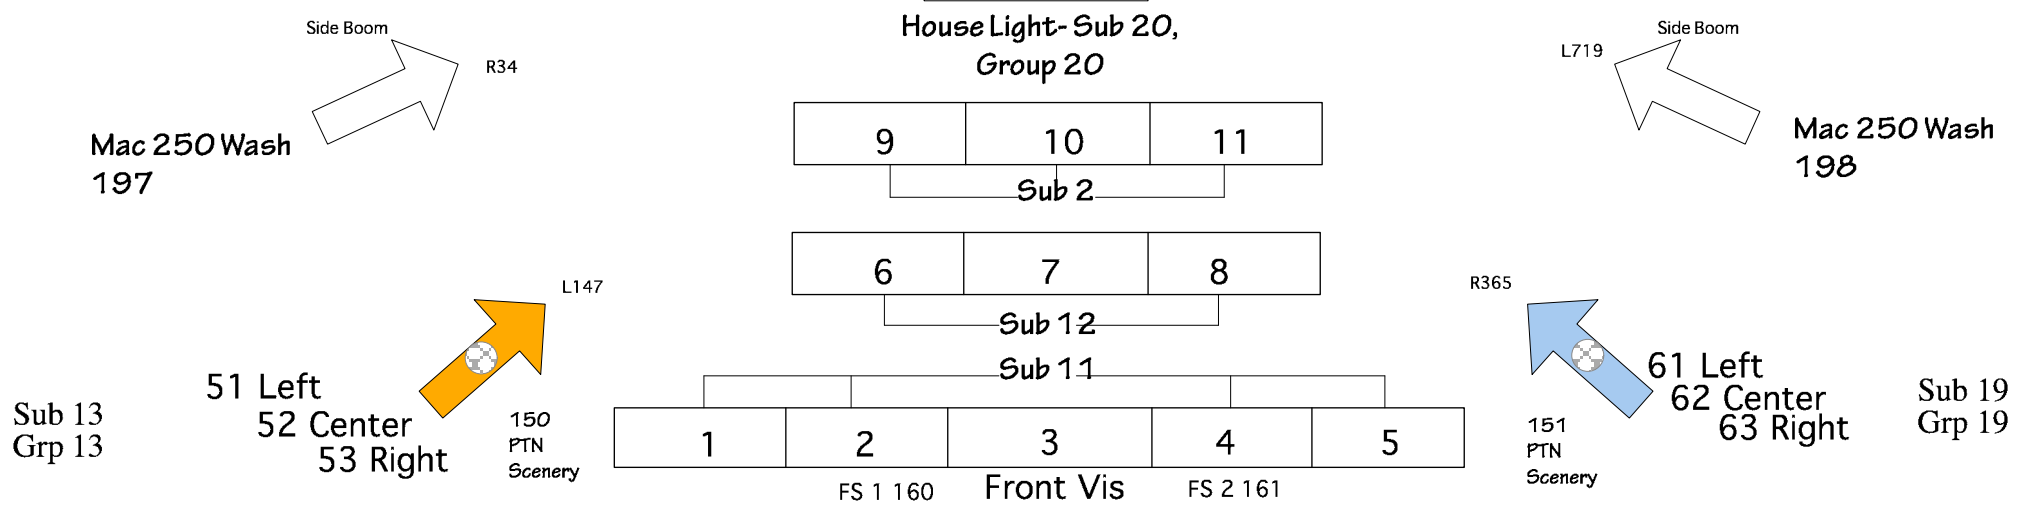 House Light- Sub 20,
Group 20
Side Boom
R34
Mac 250 Wash
197
Side Boom
L719
Mac 250 Wash
198
9 10 11
Sub 2
6 7 8
Sub 12
Sub 11
1 2 3 4 5
FS 1 160 Front Vis FS 2 161
L147
51 Left
52 Center
53 Right
Sub 13
Grp 13
150
PTN
Scenery
R365
61 Left
62 Center
63 Right
Sub 19
Grp 19
151
PTN
Scenery